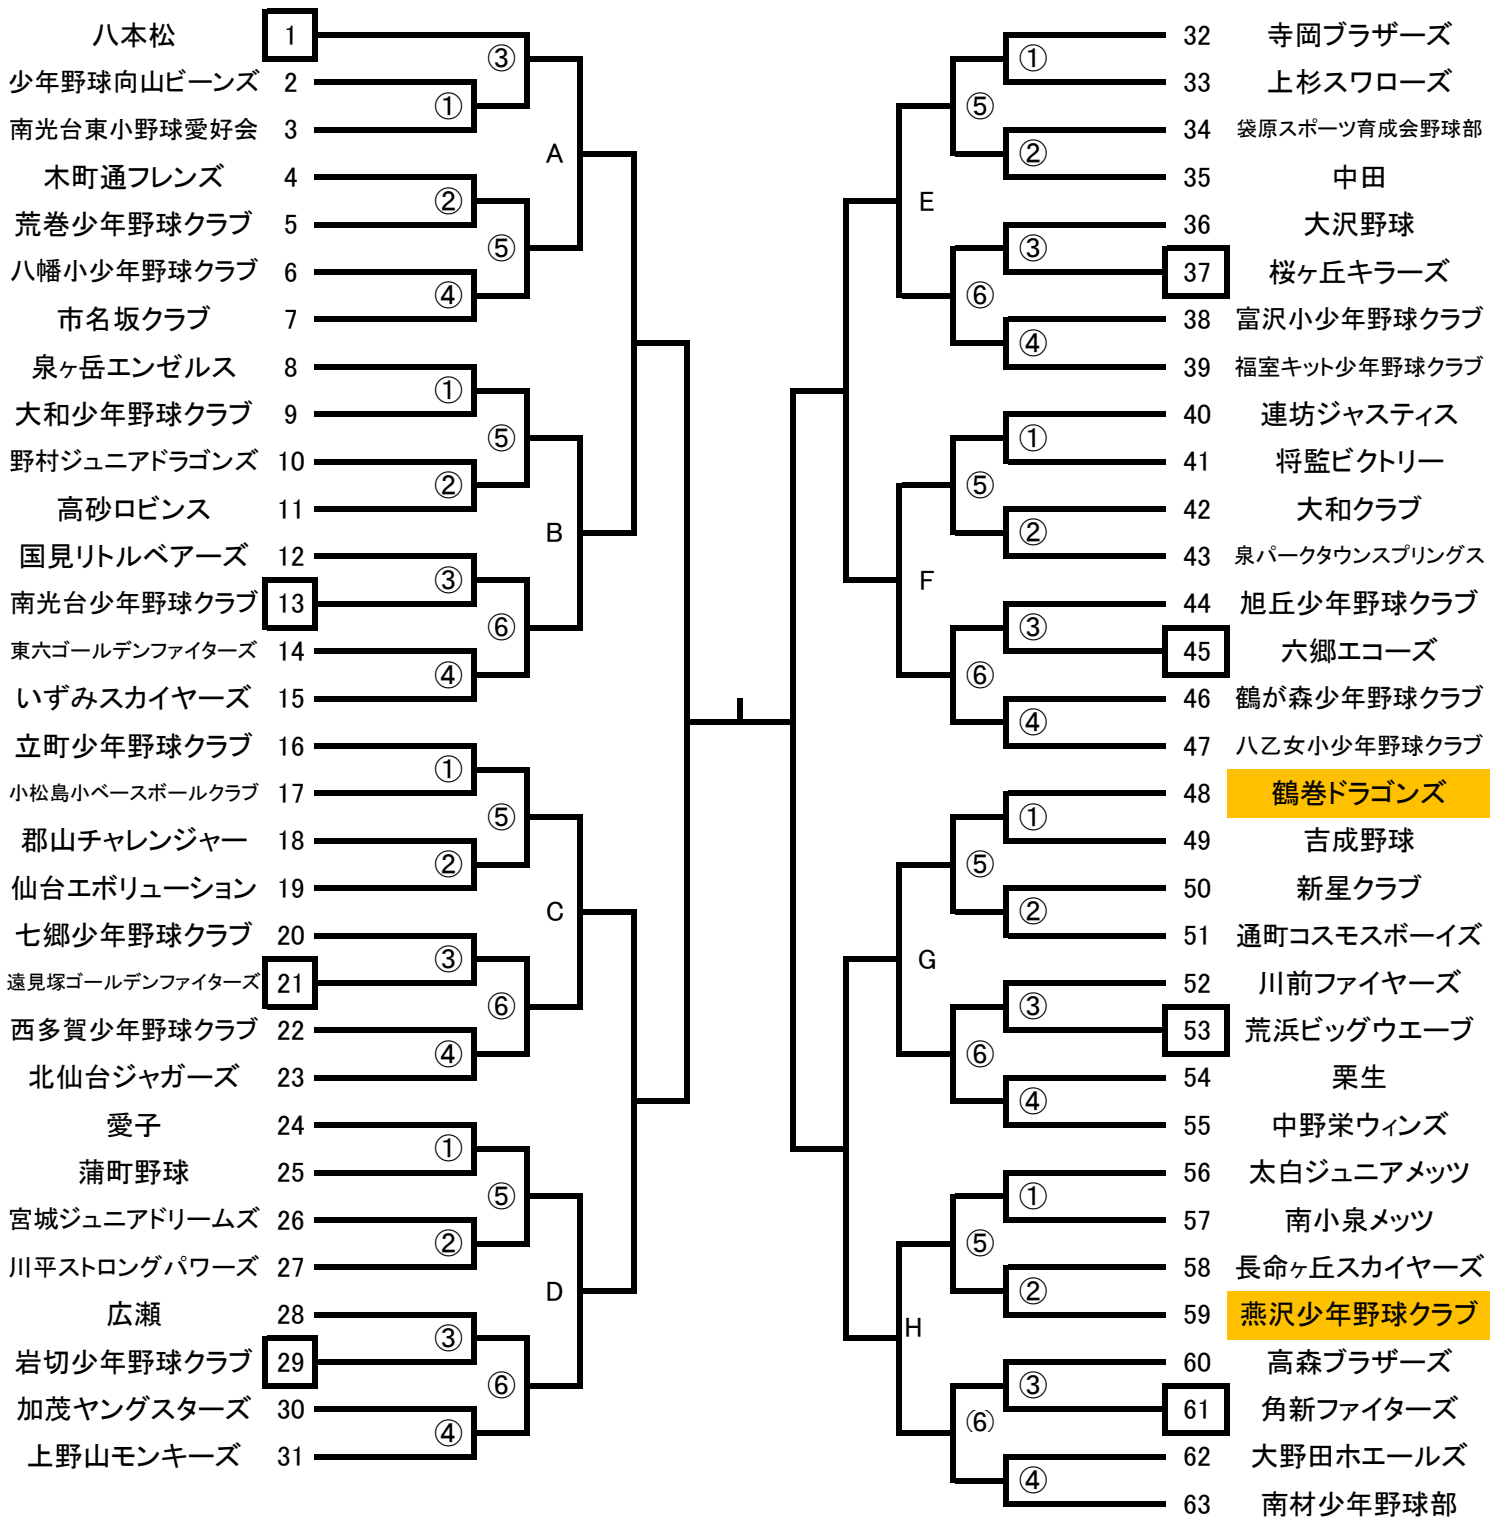 八本松 1
少年野球向山ビーンズ 2
南光台東小野球愛好会 3
木町通フレンズ 4
荒巻少年野球クラブ 5
八幡小少年野球クラブ 6
市名坂クラブ 7
泉ヶ岳エンゼルス 8
大和少年野球クラブ 9
野村ジュニアドラゴンズ 10
高砂ロビンス 11
国見リトルベアーズ 12
南光台少年野球クラブ 13
東六ゴールデンファイターズ 14
いずみスカイヤーズ 15
立町少年野球クラブ 16
小松島小ベースボールクラブ 17
郡山チャレンジャー 18
仙台エボリューション 19
七郷少年野球クラブ 20
遠見塚ゴールデンファイターズ 21
西多賀少年野球クラブ 22
北仙台ジャガーズ 23
愛子 24
蒲町野球 25
宮城ジュニアドリームズ 26
川平ストロングパワーズ 27
広瀬 28
岩切少年野球クラブ 29
加茂ヤングスターズ 30
上野山モンキーズ 31
③
①
②
⑤
④
A
①
⑤
②
B
③
⑥
④
①
⑤
②
C
③
⑥
④
①
⑤
②
D
③
⑥
④
①
⑤
②
E
③
⑥
④
①
⑤
②
F
③
⑥
④
①
⑤
②
G
③
⑥
④
①
⑤
②
H
③
⑥
④
32 寺岡ブラザーズ
33 上杉スワローズ
34 袋原スポーツ育成会野球部
35 中田
36 大沢野球
37 桜ヶ丘キラーズ
38 富沢小少年野球クラブ
39 福室キット少年野球クラブ
40 連坊ジャスティス
41 将監ビクトリー
42 大和クラブ
43 泉パークタウンスプリングス
44 旭丘少年野球クラブ
45 六郷エコーズ
46 鶴が森少年野球クラブ
47 八乙女小少年野球クラブ
48 鶴巻ドラゴンズ
49 吉成野球
50 新星クラブ
51 通町コスモスボーイズ
52 川前ファイヤーズ
53 荒浜ビッグウエーブ
54 栗生
55 中野栄ウィンズ
56 太白ジュニアメッツ
57 南小泉メッツ
58 長命ヶ丘スカイヤーズ
59 燕沢少年野球クラブ
60 高森ブラザーズ
61 角新ファイターズ
62 大野田ホエールズ
63 南材少年野球部